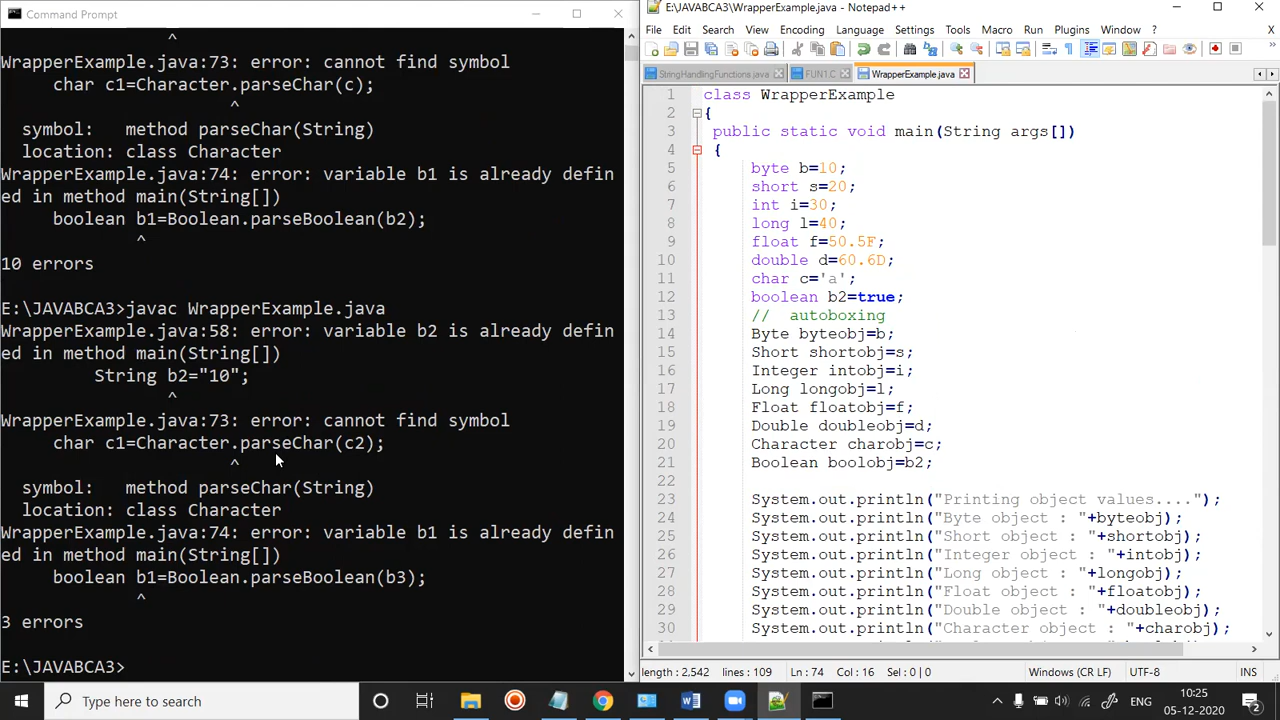 Command Prompt
^
WrapperExample.java:73: error: cannot find symbol
char c1=Character.parseChar(c);
^
symbol: method parseChar(String)
location: class Character
WrapperExample.java:74: error: variable b1 is already defin
ed in method main(String[])
boolean b1=Boolean.parseBoolean(b2);
^
10 errors
E:\JAVABCA3>javac WrapperExample.java
WrapperExample.java:58: error: variable b2 is already defin
ed in method main(String[])
String b2="10";
^
WrapperExample.java:73: error: cannot find symbol
char c1=Character.parseChar(c2);
^
symbol: method parseChar(String)
location: class Character
WrapperExample.java:74: error: variable b1 is already defin
ed in method main(String[])
boolean b1=Boolean.parseBoolean(b3);
^
3 errors
E:\JAVABCA3>
E:\JAVABCA3\WrapperExample.java - Notepad++
File Edit Search View Encoding Language Settings Tools Macro Run Plugins Window ?
StringHandlingFunctions.java FUN1.C WrapperExample.java
1 class WrapperExample
2 {
3 public static void main(String args[])
4 {
5 byte b=10;
6 short s=20;
7 int i=30;
8 long l=40;
9 float f=50.5F;
10 double d=60.6D;
11 char c='a';
12 boolean b2=true;
13 // autoboxing
14 Byte byteobj=b;
15 Short shortobj=s;
16 Integer intobj=i;
17 Long longobj=l;
18 Float floatobj=f;
19 Double doubleobj=d;
20 Character charobj=c;
21 Boolean boolobj=b2;
22
23 System.out.println("Printing object values....");
24 System.out.println("Byte object : "+byteobj);
25 System.out.println("Short object : "+shortobj);
26 System.out.println("Integer object : "+intobj);
27 System.out.println("Long object : "+longobj);
28 System.out.println("Float object : "+floatobj);
29 System.out.println("Double object : "+doubleobj);
30 System.out.println("Character object : "+charobj);
length : 2,542 lines : 109 Ln : 74 Col : 16 Sel : 0 | 0 Windows (CR LF) UTF-8 INS
Type here to search
ENG
10:25
05-12-2020
2